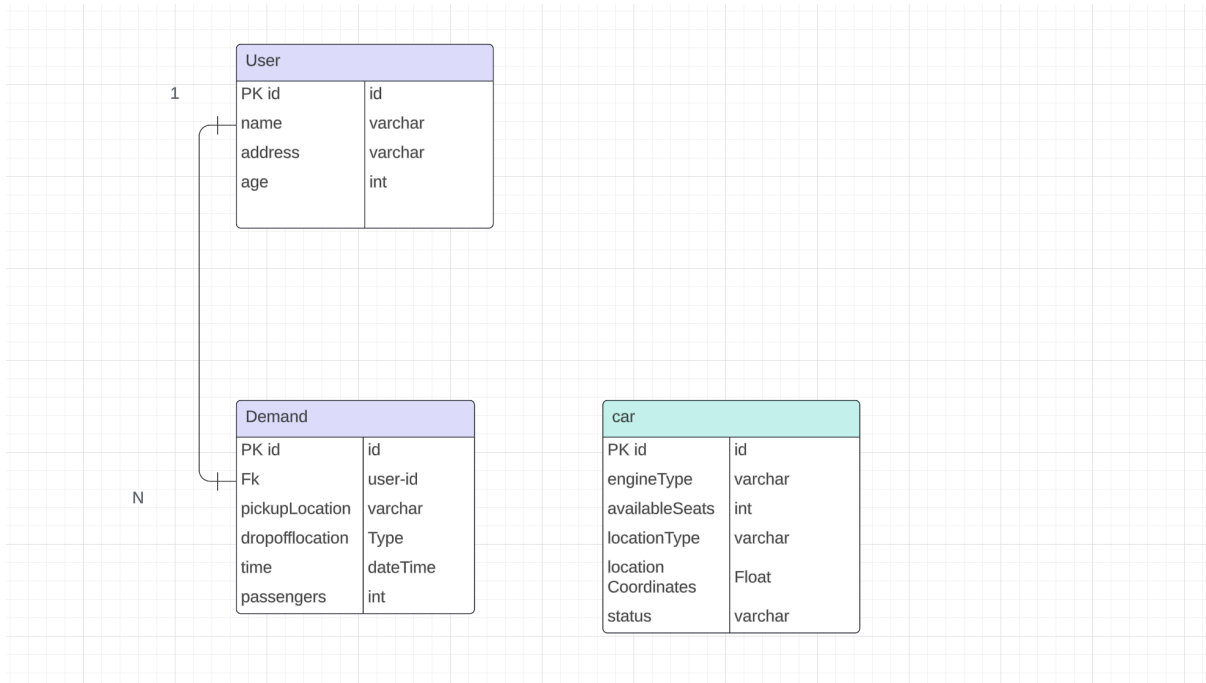 User
1
PK id id
name varchar
address varchar
age int
Demand
PK id id
Fk user-id
N
pickupLocation varchar
dropofflocation Type
time dateTime
passengers int
car
PK id id
engineType varchar
availableSeats int
locationType varchar
location
Coordinates Float
status varchar